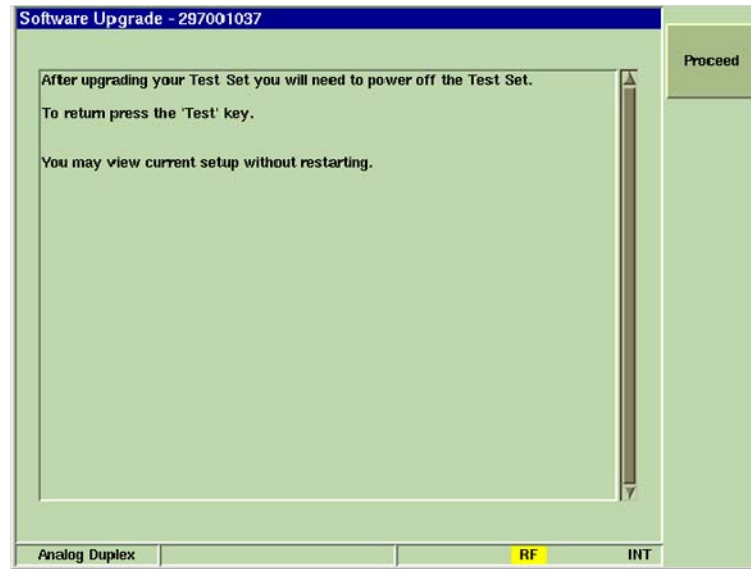 Software Upgrade - 297001037
Proceed
After upgrading your Test Set you will need to power off the Test Set.
To return press the 'Test' key.
You may view current setup without restarting.
Analog Duplex
RF
INT